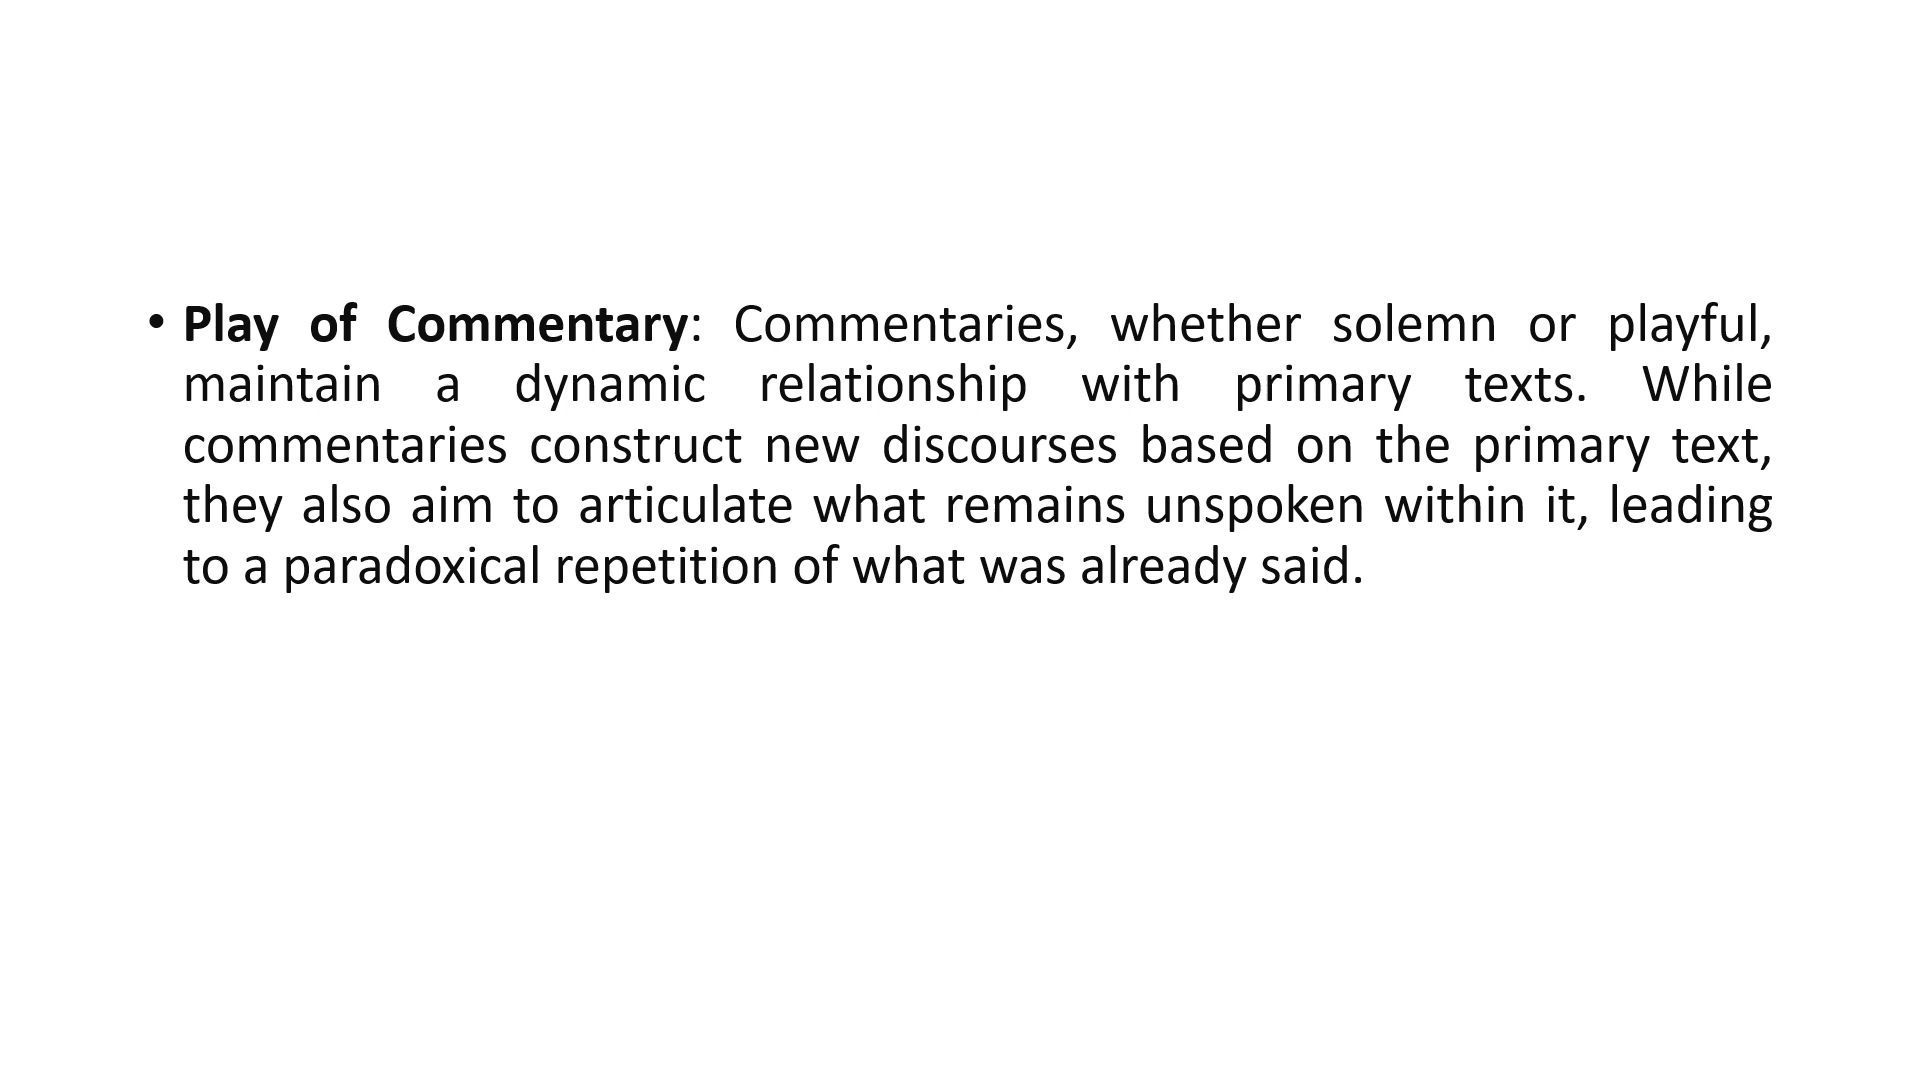 • Play of Commentary: Commentaries, whether solemn or playful,
maintain a dynamic relationship with primary texts. While
commentaries construct new discourses based on the primary text,
they also aim to articulate what remains unspoken within it, leading
to a paradoxical repetition of what was already said.